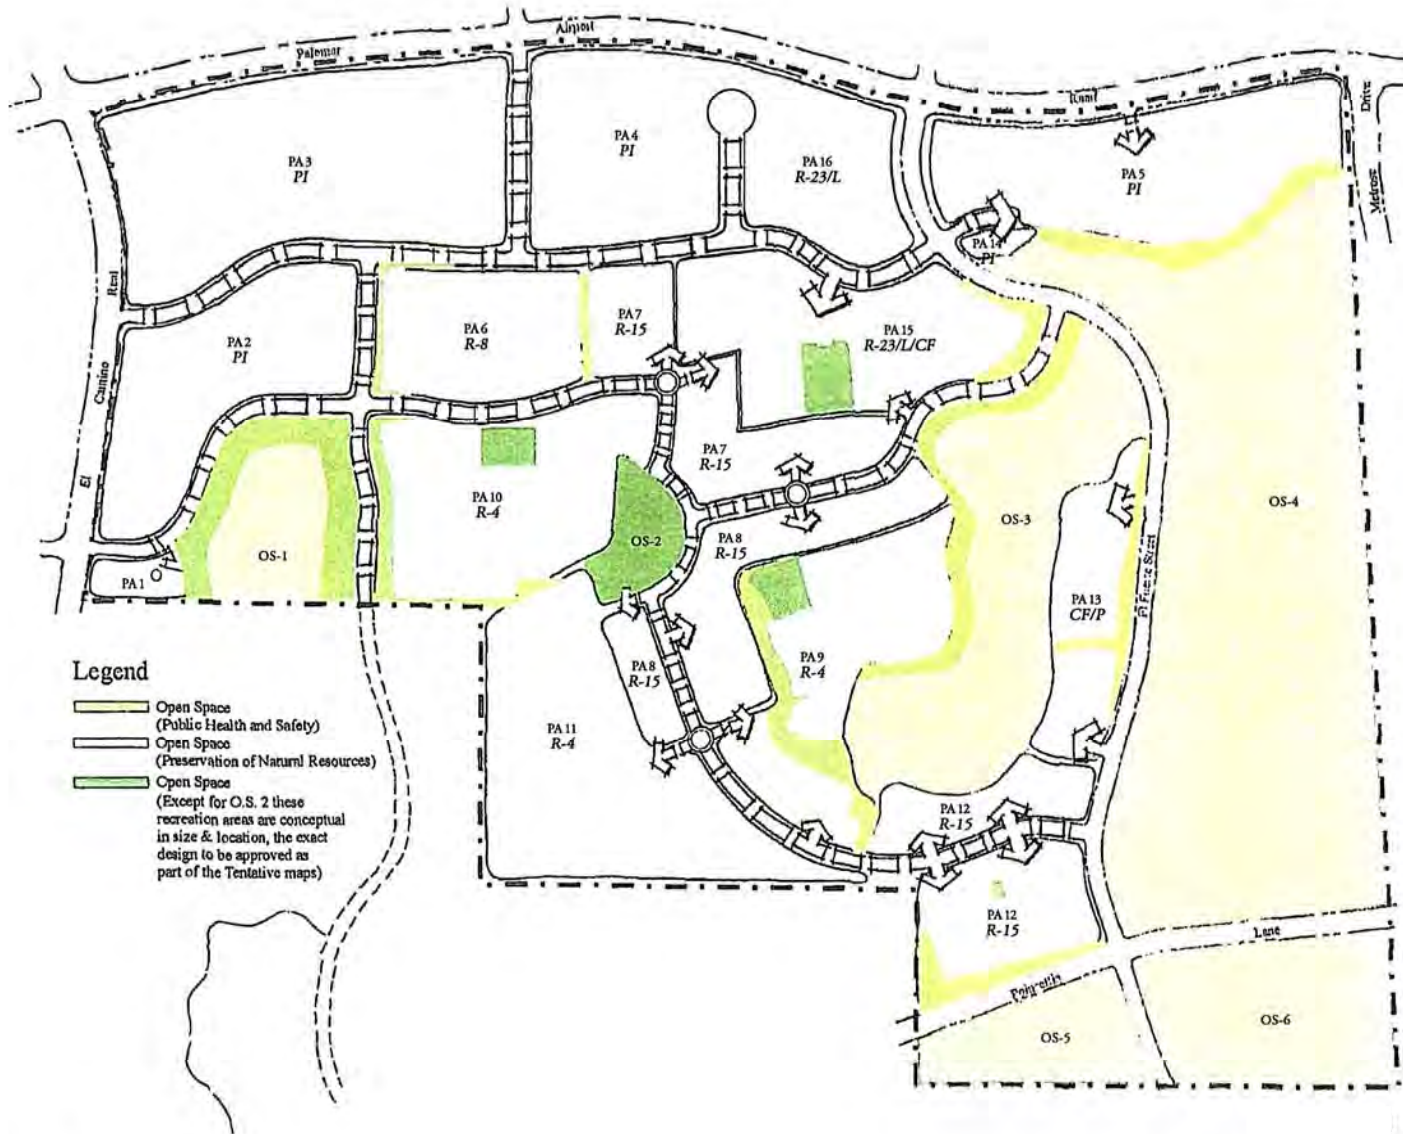 Palomar
Airport
Road
Drive
Melrose
PA 3
PI
PA 4
PI
PA 16
R-23/L
PA 5
PI
PA 14
PI
Real
Camino
El
PA 2
PI
PA 6
R-8
PA 7
R-15
PA 15
R-23/L/CF
PA 7
R-15
PA 10
R-4
OS-1
OS-2
PA 8
R-15
OS-3
OS-4
PA 1
PA 13
CF/P
Street
PA 8
R-15
PA 9
R-4
PA 11
R-4
PA 12
R-15
PA 12
R-15
Lane
OS-5
OS-6
Legend
Open Space
(Public Health and Safety)
Open Space
(Preservation of Natural Resources)
Open Space
(Except for O.S. 2 these
recreation areas are conceptual
in size & location, the exact
design to be approved as
part of the Tentative maps)